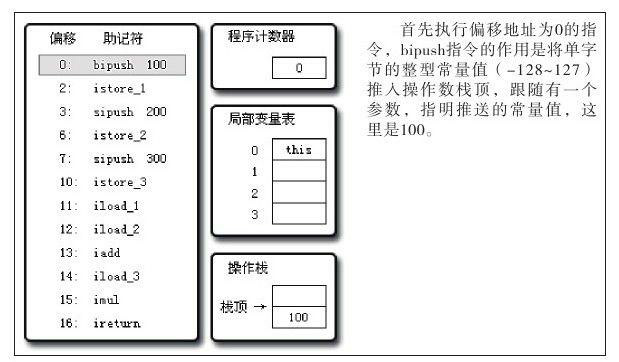 偏移 助记符
0: bipush 100
2: istore_1
3: sipush 200
6: istore_2
7: sipush 300
10: istore_3
11: iload_1
12: iload_2
13: iadd
14: iload_3
15: imul
16: ireturn
程序计数器
0
局部变量表
0 this
1
2
3
操作栈
栈顶 →
100
首先执行偏移地址为0的指
令，bipush指令的作用是将单字
节的整型常量值（-128~127）
推入操作数栈顶，跟随有一个
参数，指明推送的常量值，这
里是100。